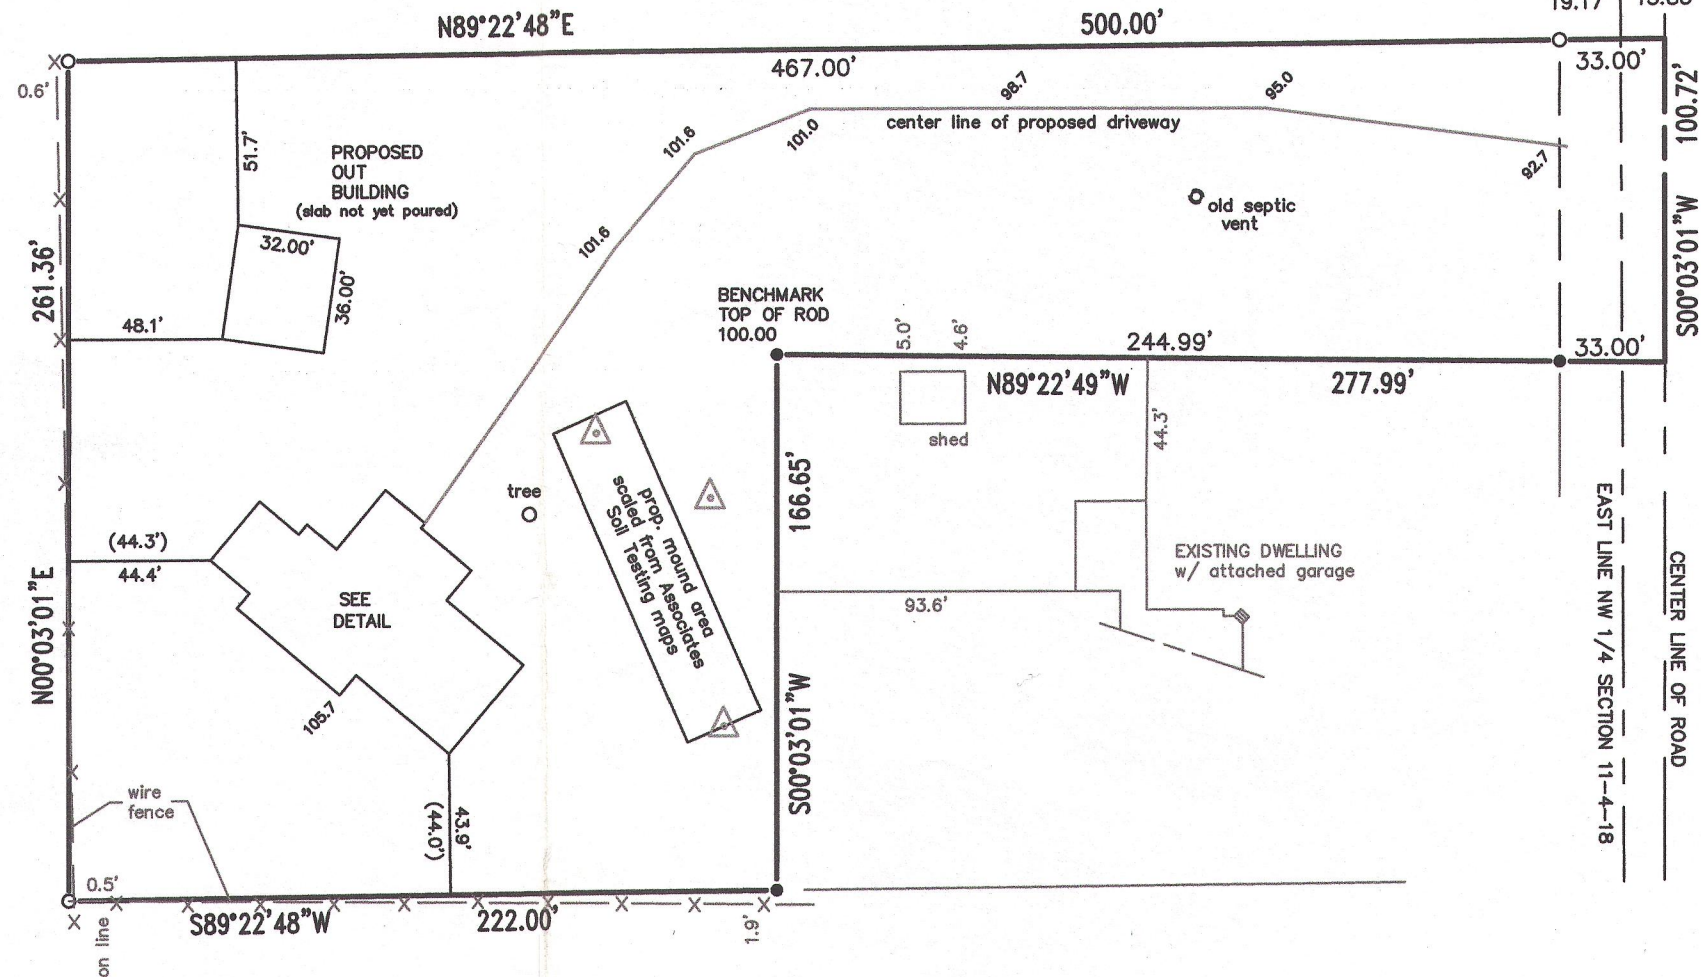 N89°22'48"E
500.00'
19.17'
467.00'
33.00'
0.6'
98.7
95.0
100.72'
center line of proposed driveway
101.6
101.0
51.7'
PROPOSED
OUT
BUILDING
(slab not yet poured)
92.7
old septic
vent
S00°03'01"W
32.00'
101.6
261.36'
36.00'
BENCHMARK
TOP OF ROD
100.00
48.1'
5.0'
4.6'
244.99'
33.00'
N89°22'49"W
277.99'
shed
44.3'
166.65'
tree
prop. mound area
scaled from Associates
Soil Testing maps
(44.3')
44.4'
EXISTING DWELLING
w/ attached garage
EAST LINE NW 1/4 SECTION 11-4-18
CENTER LINE OF ROAD
SEE
DETAIL
93.6'
N00°03'01"E
105.7
S00°03'01"W
wire
fence
43.9'
(44.0')
0.5'
S89°22'48"W
222.00'
1.9'
on line